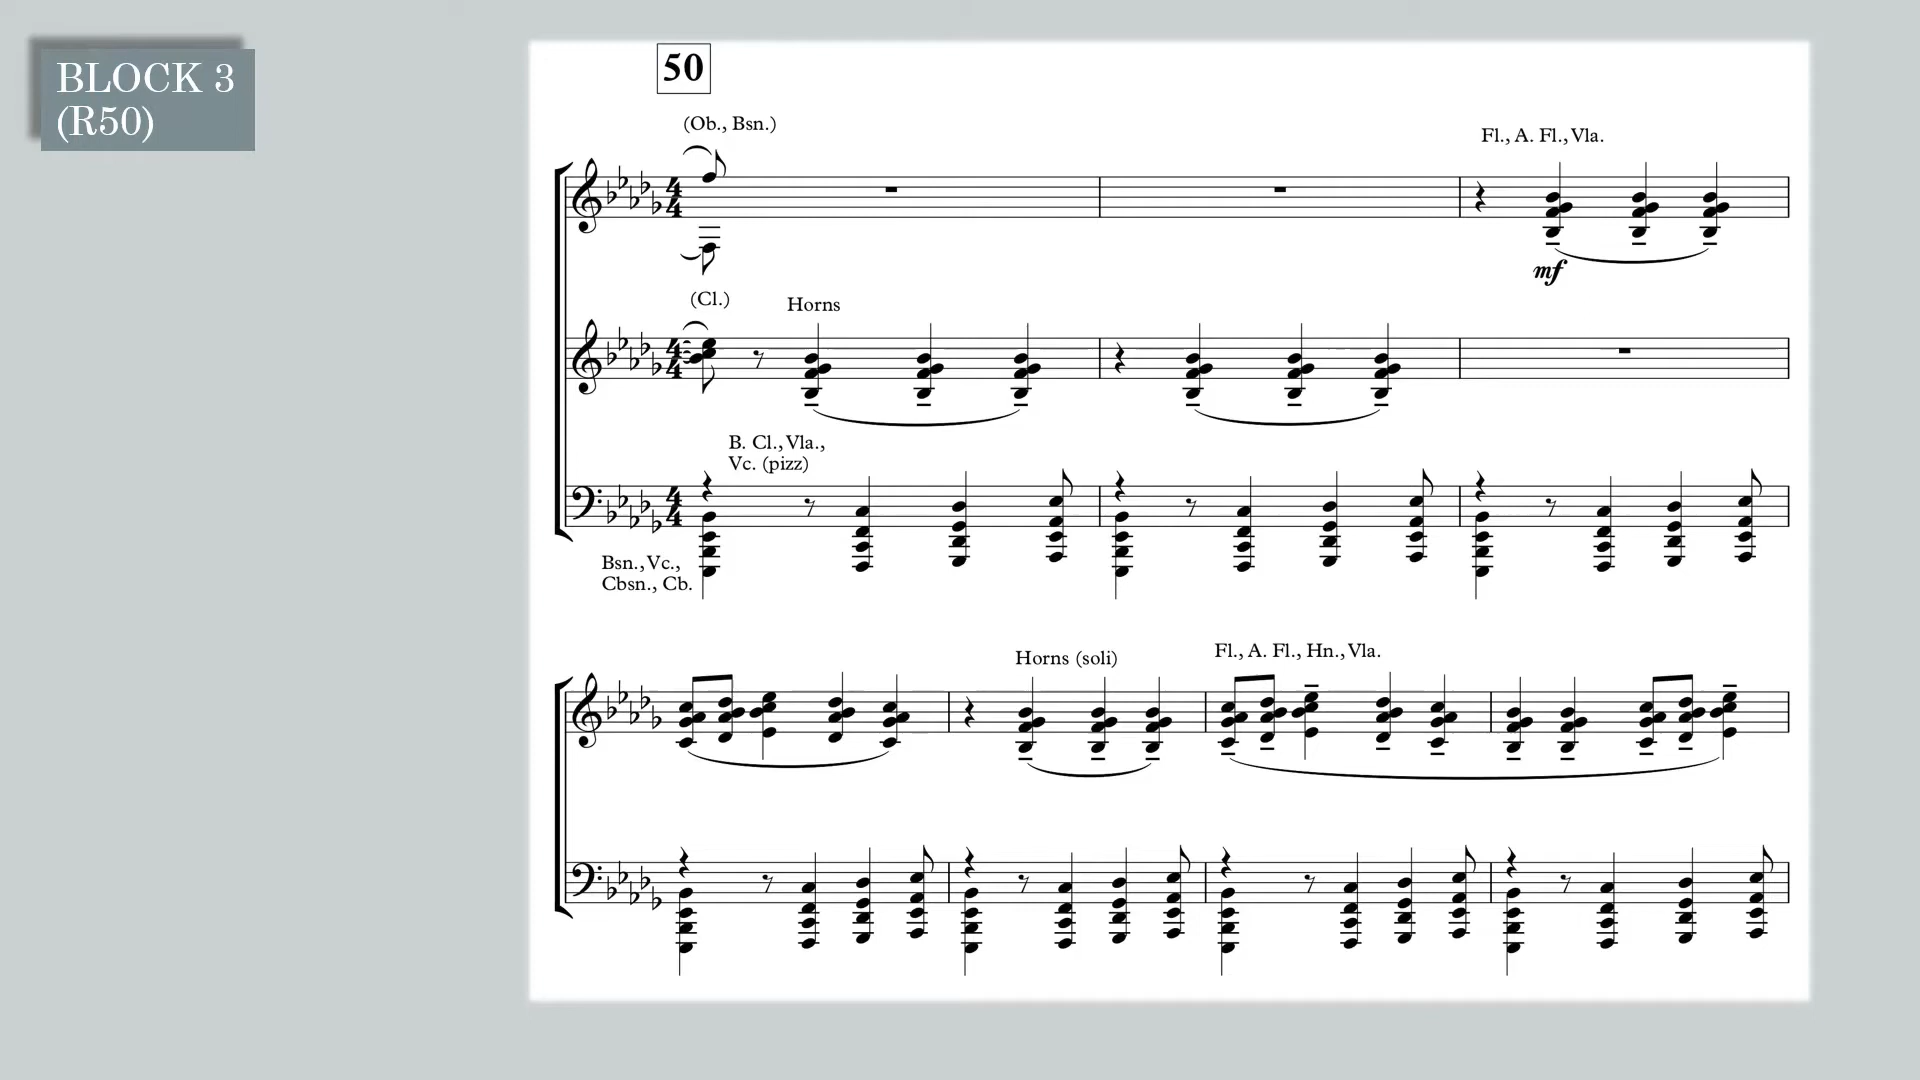 BLOCK 3
(R50)
50
(Ob., Bsn.)
Fl., A. Fl., Vla.
mf
(Cl.)
Horns
B. Cl., Vla.,
Vc. (pizz)
Bsn., Vc.,
Cbsn., Cb.
Horns (soli)
Fl., A. Fl., Hn., Vla.